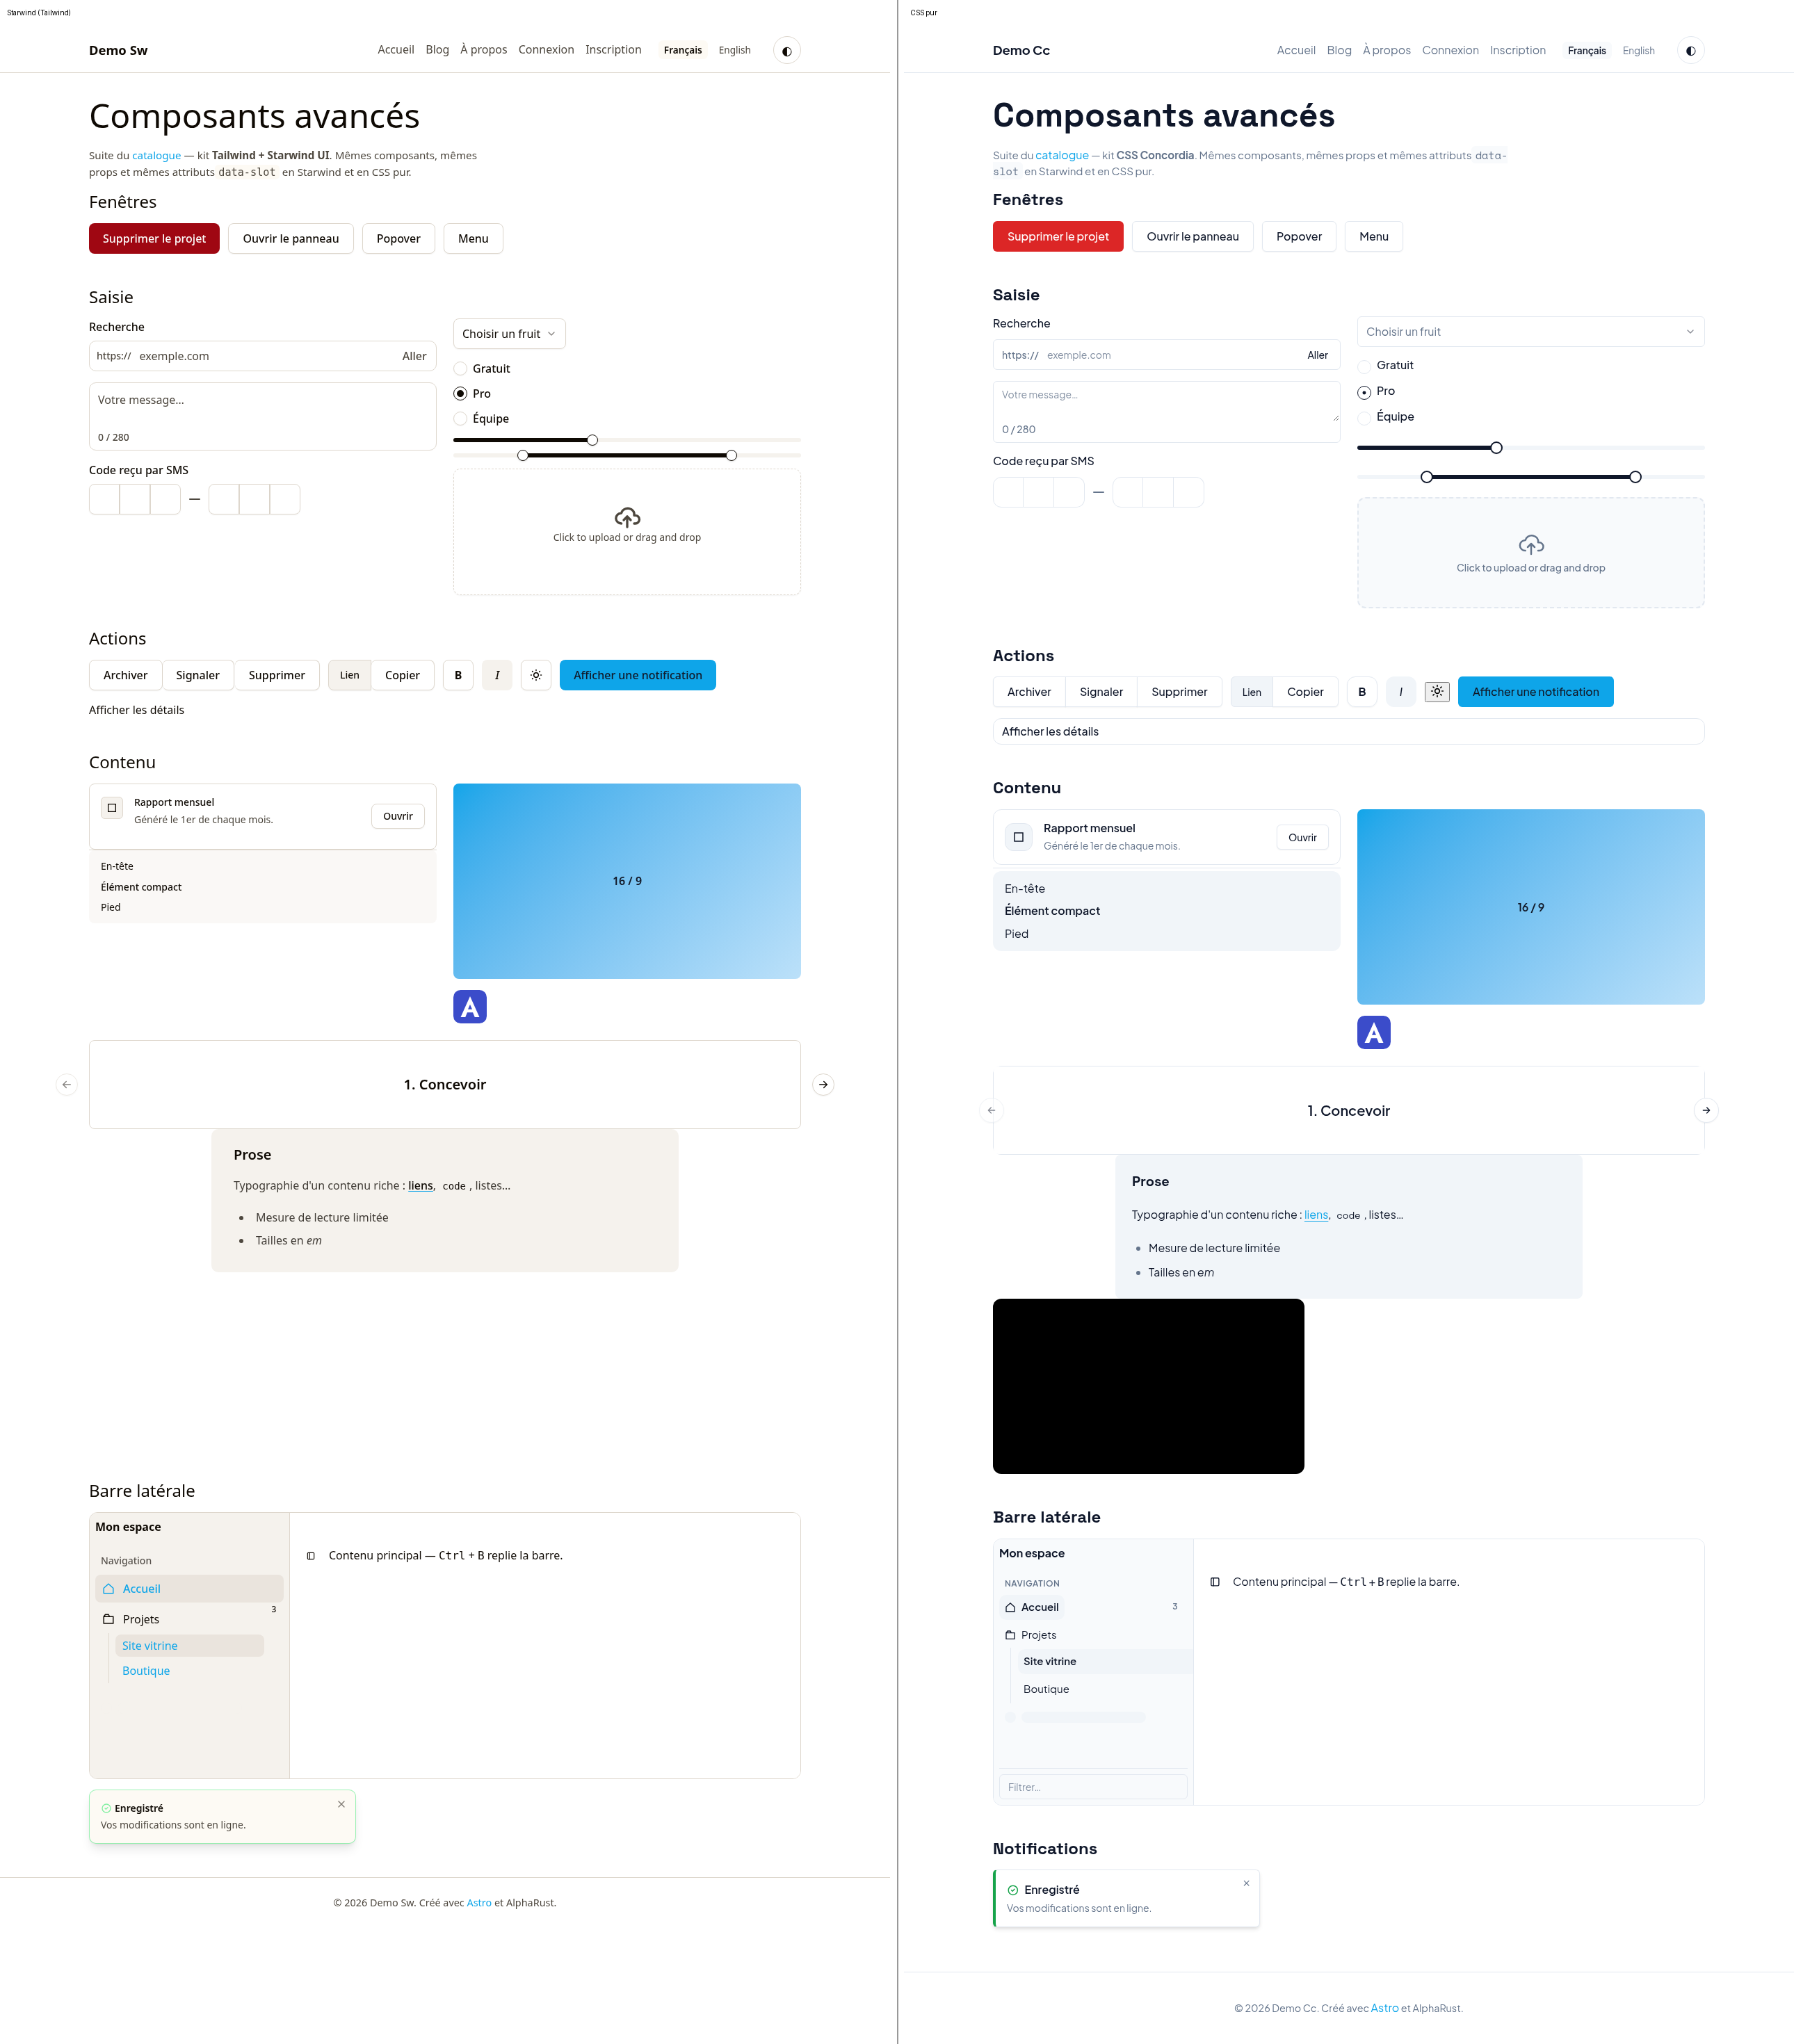 Starwind (Tailwind)
Demo Sw
Accueil Blog À propos Connexion Inscription Français English
Composants avancés
Suite du catalogue — kit Tailwind + Starwind UI. Mêmes composants, mêmes
props et mêmes attributs data-slot en Starwind et en CSS pur.
Fenêtres
Supprimer le projet Ouvrir le panneau Popover Menu
Saisie
Recherche
https:// exemple.com Aller
Votre message...
0 / 280
Code reçu par SMS
—
Choisir un fruit
Gratuit
Pro
Équipe
Click to upload or drag and drop
Actions
Archiver Signaler Supprimer Lien Copier B I Afficher une notification
Afficher les détails
Contenu
Rapport mensuel
Généré le 1er de chaque mois.
Ouvrir
En-tête
Élément compact
Pied
16 / 9
A
1. Concevoir
Prose
Typographie d'un contenu riche : liens, code , listes...
Mesure de lecture limitée
Tailles en em
Barre latérale
Mon espace
Navigation
Accueil
Projets 3
Site vitrine
Boutique
Contenu principal — Ctrl + B replie la barre.
Enregistré
Vos modifications sont en ligne.
© 2026 Demo Sw. Créé avec Astro et AlphaRust.
CSS pur
Demo Cc
Accueil Blog À propos Connexion Inscription Français English
Composants avancés
Suite du catalogue — kit CSS Concordia. Mêmes composants, mêmes props et mêmes attributs data-
slot en Starwind et en CSS pur.
Fenêtres
Supprimer le projet Ouvrir le panneau Popover Menu
Saisie
Recherche
https:// exemple.com Aller
Votre message...
0 / 280
Code reçu par SMS
—
Choisir un fruit
Gratuit
Pro
Équipe
Click to upload or drag and drop
Actions
Archiver Signaler Supprimer Lien Copier B I Afficher une notification
Afficher les détails
Contenu
Rapport mensuel
Généré le 1er de chaque mois.
Ouvrir
En-tête
Élément compact
Pied
16 / 9
A
1. Concevoir
Prose
Typographie d'un contenu riche : liens, code , listes...
Mesure de lecture limitée
Tailles en em
Barre latérale
Mon espace
NAVIGATION
Accueil 3
Projets
Site vitrine
Boutique
Filtrer...
Contenu principal — Ctrl + B replie la barre.
Notifications
Enregistré
Vos modifications sont en ligne.
© 2026 Demo Cc. Créé avec Astro et AlphaRust.